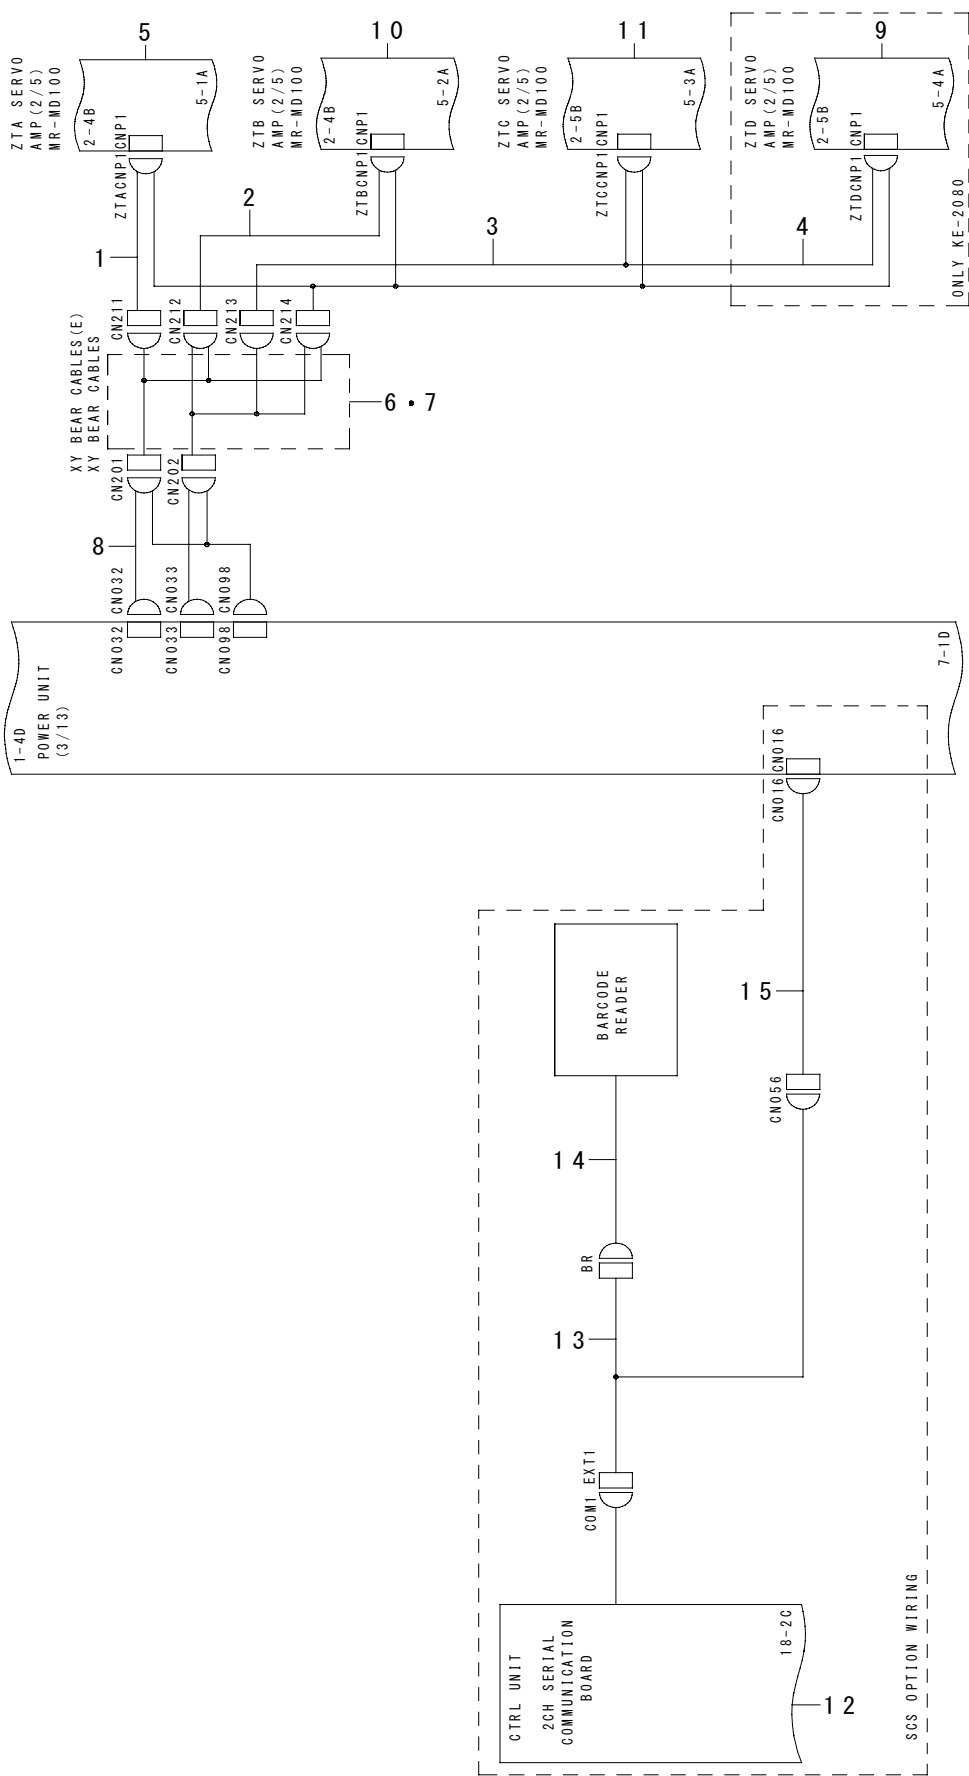 5
10
11
9
ZTA SERVO
AMP(2/5)
MR-MD100
2-4B
5-1A
CNP1
ZTACNP1
ZTB SERVO
AMP(2/5)
MR-MD100
2-4B
5-2A
CNP1
ZTBCNP1
ZTC SERVO
AMP(2/5)
MR-MD100
2-5B
5-3A
CNP1
ZTCCNP1
ZTD SERVO
AMP(2/5)
MR-MD100
2-5B
5-4A
CNP1
ZTDCNP1
ONLY KE-2080
1
2
3
4
CN211
CN212
CN213
CN214
XY BEAR CABLES(E)
XY BEAR CABLES
6・7
CN201
CN202
8
CN032
CN033
CN098
CN032
CN033
CN098
1-4D
POWER UNIT
(3/13)
7-1D
CN016
CN016
BARCODE
READER
15
CN056
14
BR
13
EXT1
COM1
CTRL UNIT
2CH SERIAL
COMMUNICATION
BOARD
18-2C
12
SCS OPTION WIRING